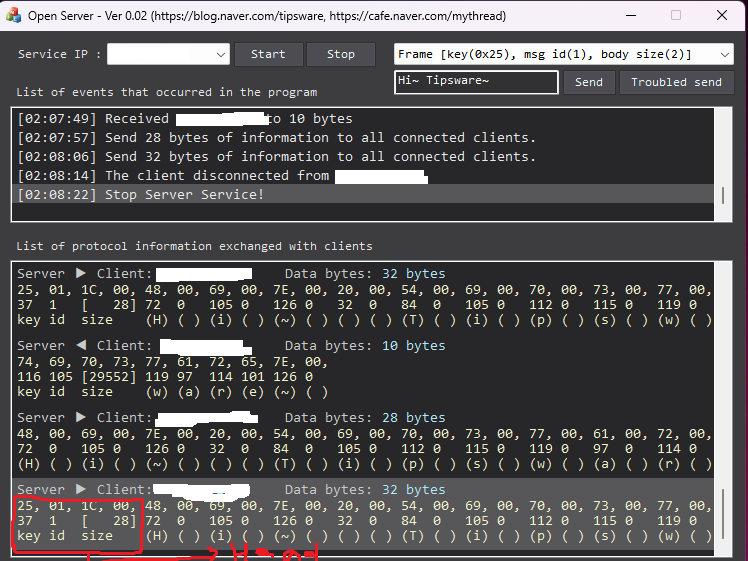 Open Server - Ver 0.02 (https://blog.naver.com/tipsware, https://cafe.naver.com/mythread)
Service IP : Start Stop Frame [key(0x25), msg id(1), body size(2)]
Hi~ Tipsware~ Send Troubled send
List of events that occurred in the program
[02:07:49] Received to 10 bytes
[02:07:57] Send 28 bytes of information to all connected clients.
[02:08:06] Send 32 bytes of information to all connected clients.
[02:08:14] The client disconnected from
[02:08:22] Stop Server Service!
List of protocol information exchanged with clients
Server ▶ Client: Data bytes: 32 bytes
25, 01, 1C, 00, 48, 00, 69, 00, 7E, 00, 20, 00, 54, 00, 69, 00, 70, 00, 73, 00, 77, 00,
37 1 [ 28] 72 0 105 0 126 0 32 0 84 0 105 0 112 0 115 0 119 0
key id size (H) ( ) (i) ( ) (~) ( ) ( ) ( ) (T) ( ) (i) ( ) (p) ( ) (s) ( ) (w) ( )
Server ◀ Client: Data bytes: 10 bytes
74, 69, 70, 73, 77, 61, 72, 65, 7E, 00,
116 105 [29552] 119 97 114 101 126 0
key id size (w) (a) (r) (e) (~) ( )
Server ▶ Client: Data bytes: 28 bytes
48, 00, 69, 00, 7E, 00, 20, 00, 54, 00, 69, 00, 70, 00, 73, 00, 77, 00, 61, 00, 72, 00,
72 0 105 0 126 0 32 0 84 0 105 0 112 0 115 0 119 0 97 0 114 0
(H) ( ) (i) ( ) (~) ( ) ( ) ( ) (T) ( ) (i) ( ) (p) ( ) (s) ( ) (w) ( ) (a) ( ) (r) ( )
Server ▶ Client: Data bytes: 32 bytes
25, 01, 1C, 00, 48, 00, 69, 00, 7E, 00, 20, 00, 54, 00, 69, 00, 70, 00, 73, 00, 77, 00,
37 1 [ 28] 72 0 105 0 126 0 32 0 84 0 105 0 112 0 115 0 119 0
key id size (H) ( ) (i) ( ) (~) ( ) ( ) ( ) (T) ( ) (i) ( ) (p) ( ) (s) ( ) (w) ( )